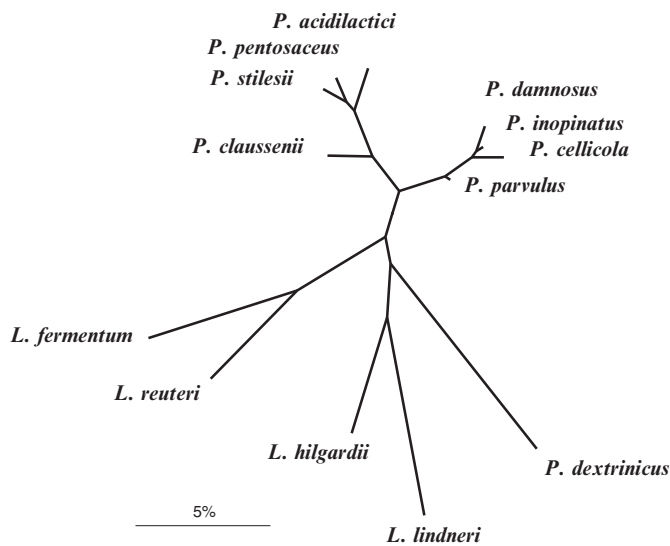 P. acidilactici
P. pentosaceus
P. stilesii
P. damnosus
P. inopinatus
P. claussenii
P. cellicola
P. parvulus
L. fermentum
L. reuteri
L. hilgardii
P. dextrinicus
5%
L. lindneri